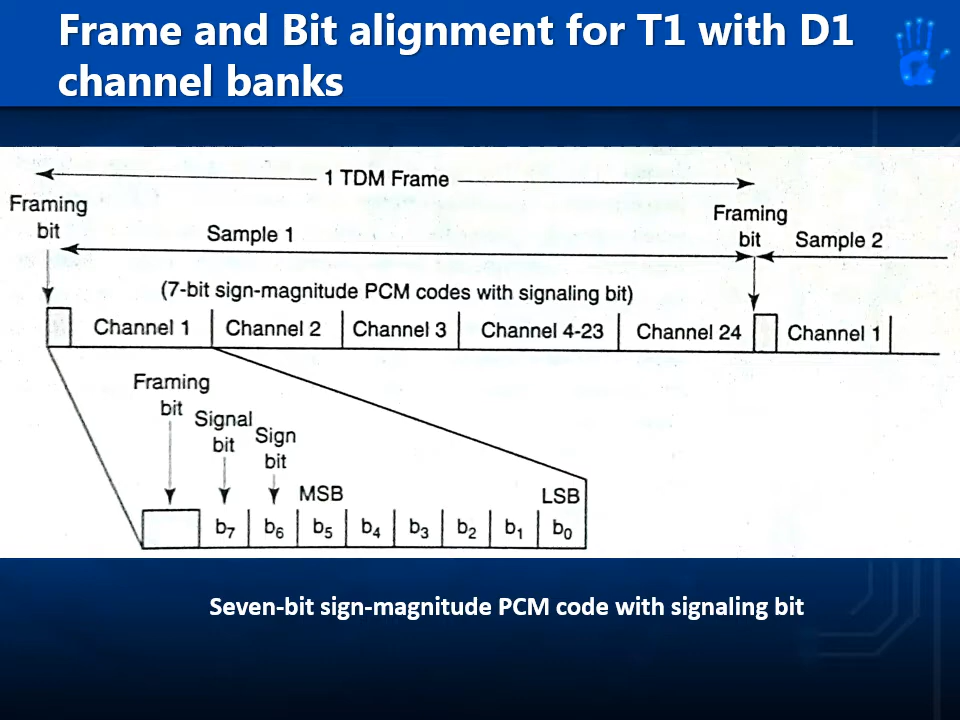 Frame and Bit alignment for T1 with D1
channel banks
1 TDM Frame
Framing
bit
Sample 1
Framing
bit
Sample 2
(7-bit sign-magnitude PCM codes with signaling bit)
Channel 1
Channel 2
Channel 3
Channel 4-23
Channel 24
Channel 1
Framing
bit
Signal
bit
Sign
bit
MSB
LSB
b7 b6 b5 b4 b3 b2 b1 b0
Seven-bit sign-magnitude PCM code with signaling bit